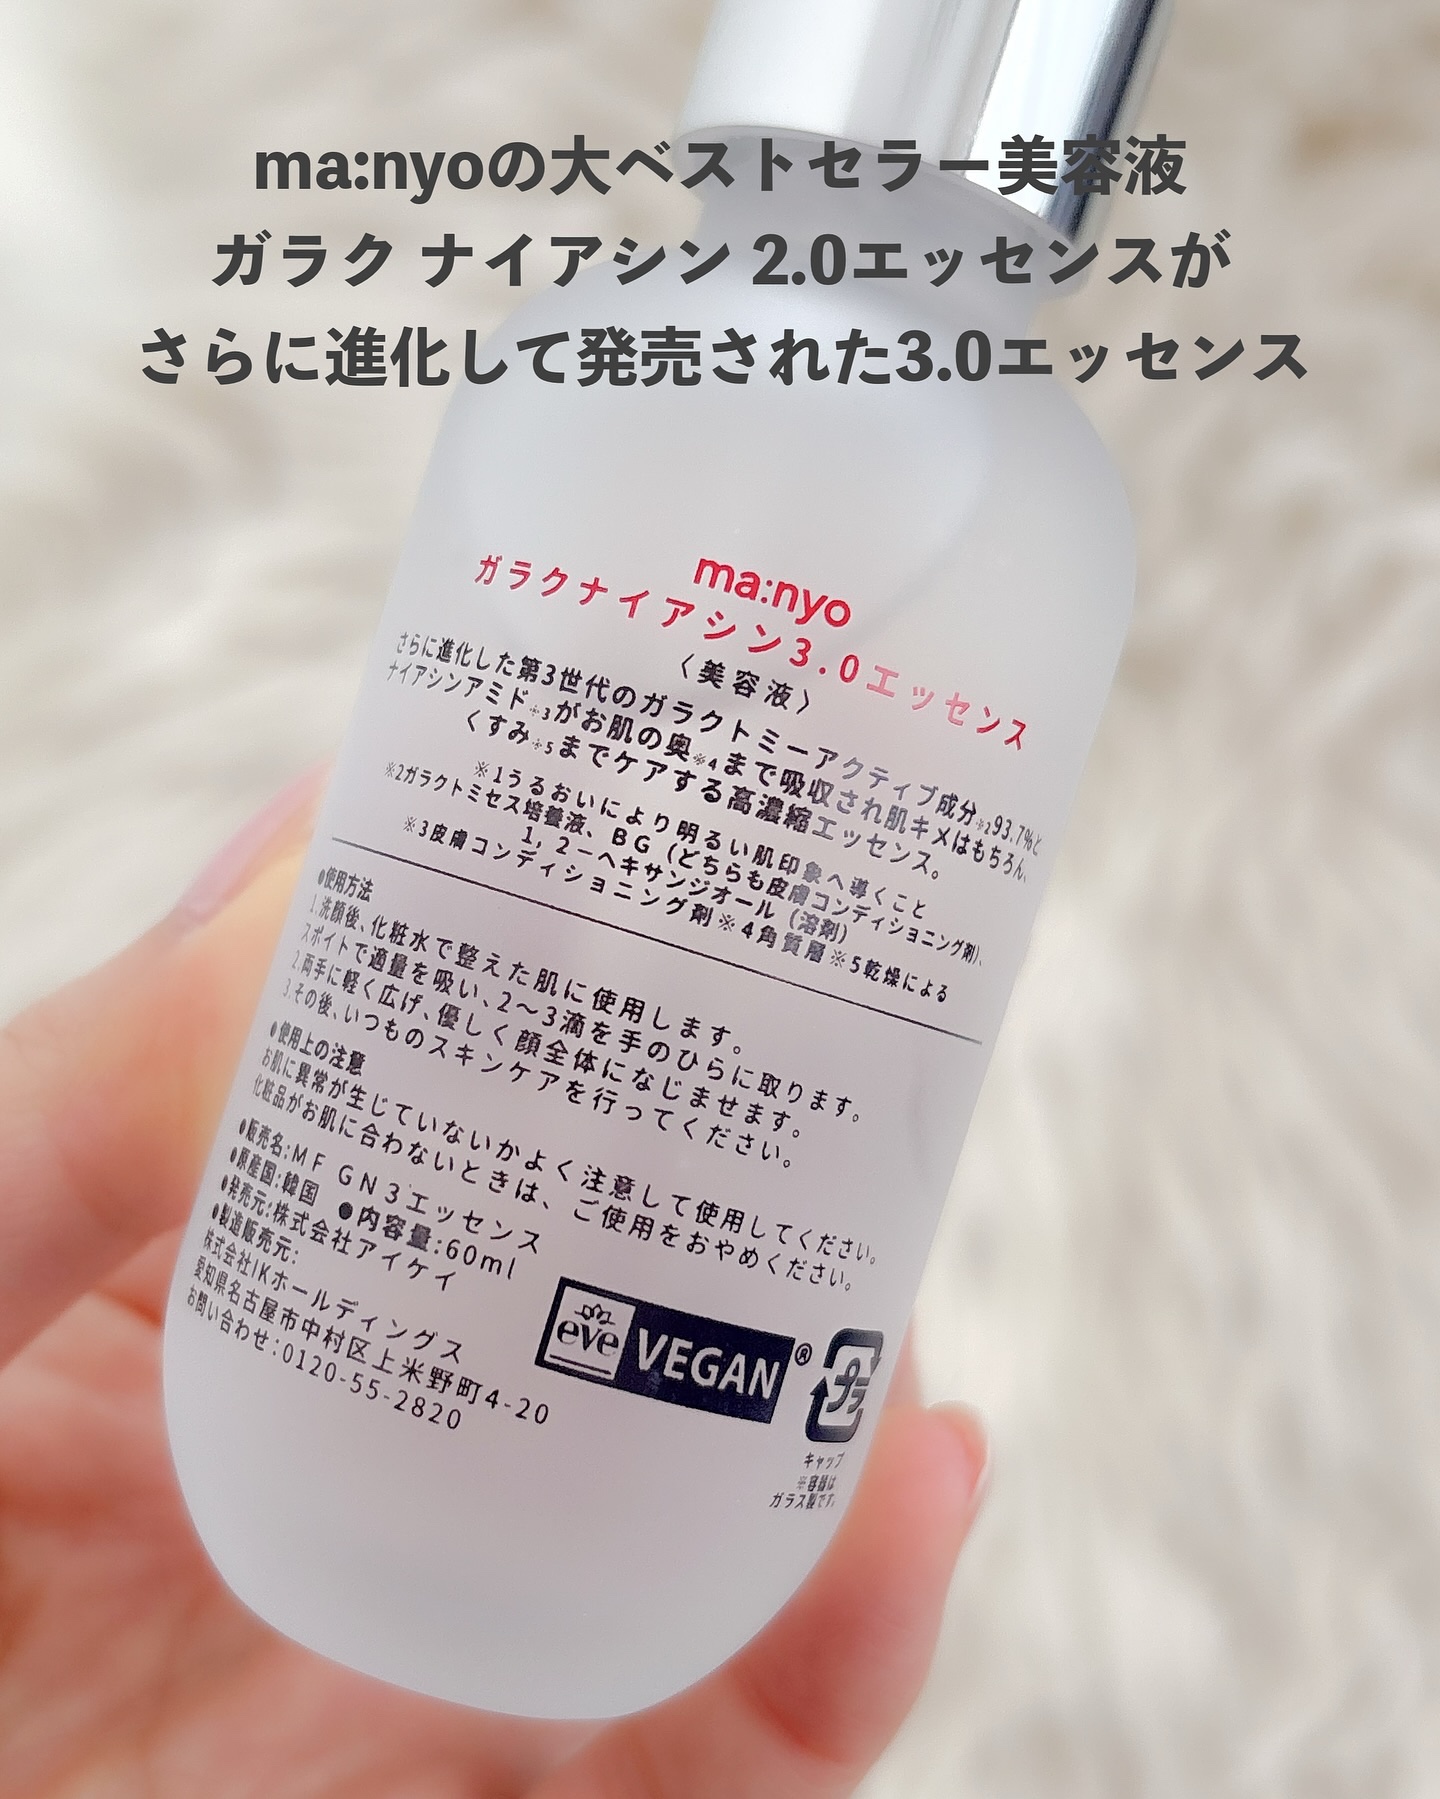 ma:nyoの大ベストセラー美容液
ガラク ナイアシン 2.0エッセンスが
さらに進化して発売された3.0エッセンス
ma:nyo
ガラクナイアシン3.0エッセンス
〈美容液〉
さらに進化した第3世代のガラクトミーアクティブ成分※2 93.7%と
ナイアシンアミド※3がお肌の奥※4まで吸収され肌キメはもちろん、
くすみ※5までケアする高濃縮エッセンス。
※1うるおいにより明るい肌印象へ導くこと
※2ガラクトミセス培養液、BG（どちらも皮膚コンディショニング剤）、
1，2－ヘキサンジオール（溶剤）
※3皮膚コンディショニング剤※4角質層※5乾燥による
●使用方法
1.洗顔後、化粧水で整えた肌に使用します。
スポイトで適量を吸い、2～3滴を手のひらに取ります。
2.両手に軽く広げ、優しく顔全体になじませます。
3.その後、いつものスキンケアを行ってください。
●使用上の注意
お肌に異常が生じていないかよく注意して使用してください。
化粧品がお肌に合わないときは、ご使用をおやめください。
●販売名:MF GN3エッセンス
●原産国:韓国 ●内容量:60ml
●発売元:株式会社アイケイ
●製造販売元:
株式会社IKホールディングス
愛知県名古屋市中村区上米野町4-20
お問い合わせ:0120-55-2820
eve VEGAN®
キャップ
※容器は
ガラス製です。